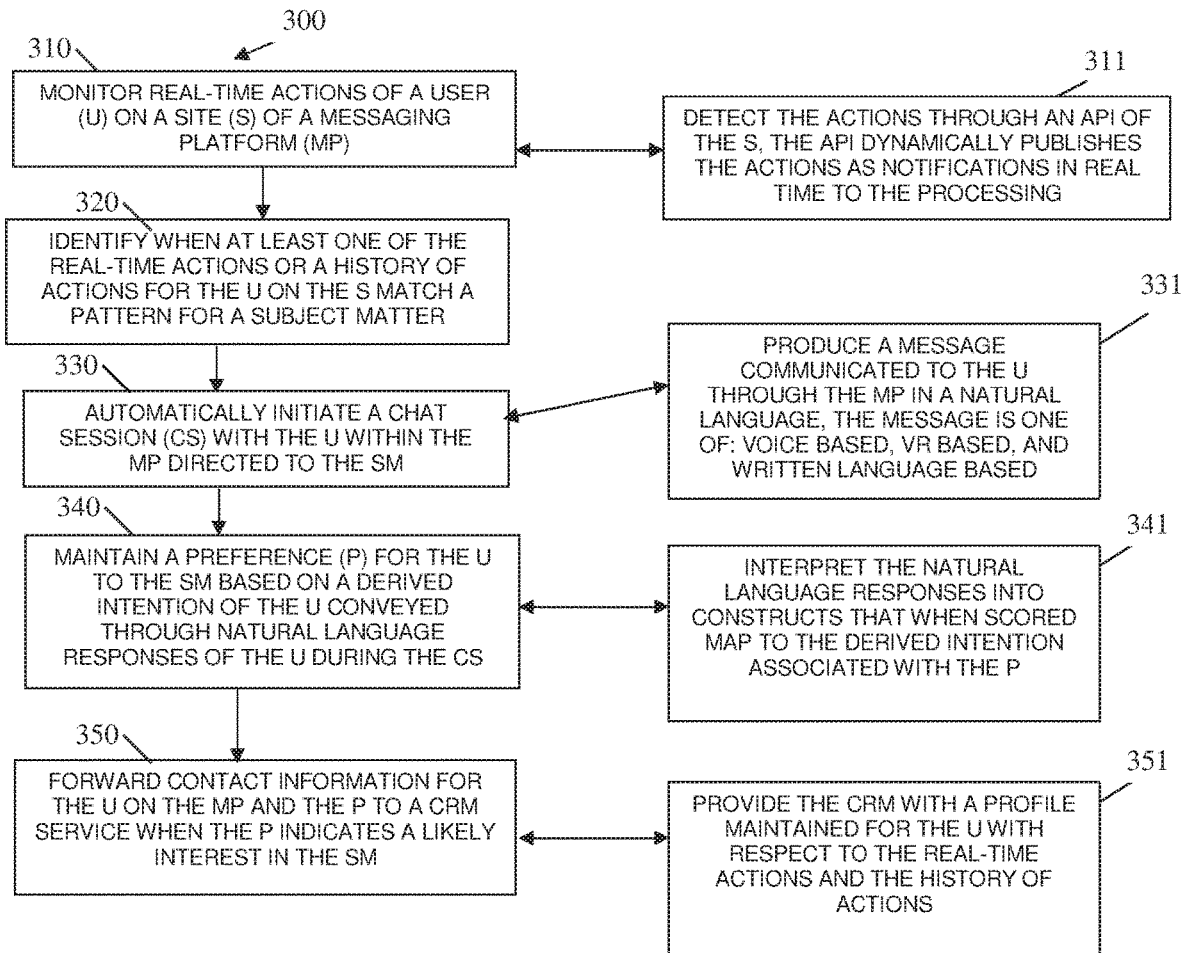 300
310
MONITOR REAL-TIME ACTIONS OF A USER
(U) ON A SITE (S) OF A MESSAGING
PLATFORM (MP)
311
DETECT THE ACTIONS THROUGH AN API OF
THE S, THE API DYNAMICALLY PUBLISHES
THE ACTIONS AS NOTIFICATIONS IN REAL
TIME TO THE PROCESSING
320
IDENTIFY WHEN AT LEAST ONE OF THE
REAL-TIME ACTIONS OR A HISTORY OF
ACTIONS FOR THE U ON THE S MATCH A
PATTERN FOR A SUBJECT MATTER
330
AUTOMATICALLY INITIATE A CHAT
SESSION (CS) WITH THE U WITHIN THE
MP DIRECTED TO THE SM
331
PRODUCE A MESSAGE
COMMUNICATED TO THE U
THROUGH THE MP IN A NATURAL
LANGUAGE, THE MESSAGE IS ONE
OF: VOICE BASED, VR BASED, AND
WRITTEN LANGUAGE BASED
340
MAINTAIN A PREFERENCE (P) FOR THE U
TO THE SM BASED ON A DERIVED
INTENTION OF THE U CONVEYED
THROUGH NATURAL LANGUAGE
RESPONSES OF THE U DURING THE CS
341
INTERPRET THE NATURAL
LANGUAGE RESPONSES INTO
CONSTRUCTS THAT WHEN SCORED
MAP TO THE DERIVED INTENTION
ASSOCIATED WITH THE P
350
FORWARD CONTACT INFORMATION FOR
THE U ON THE MP AND THE P TO A CRM
SERVICE WHEN THE P INDICATES A LIKELY
INTEREST IN THE SM
351
PROVIDE THE CRM WITH A PROFILE
MAINTAINED FOR THE U WITH
RESPECT TO THE REAL-TIME
ACTIONS AND THE HISTORY OF
ACTIONS